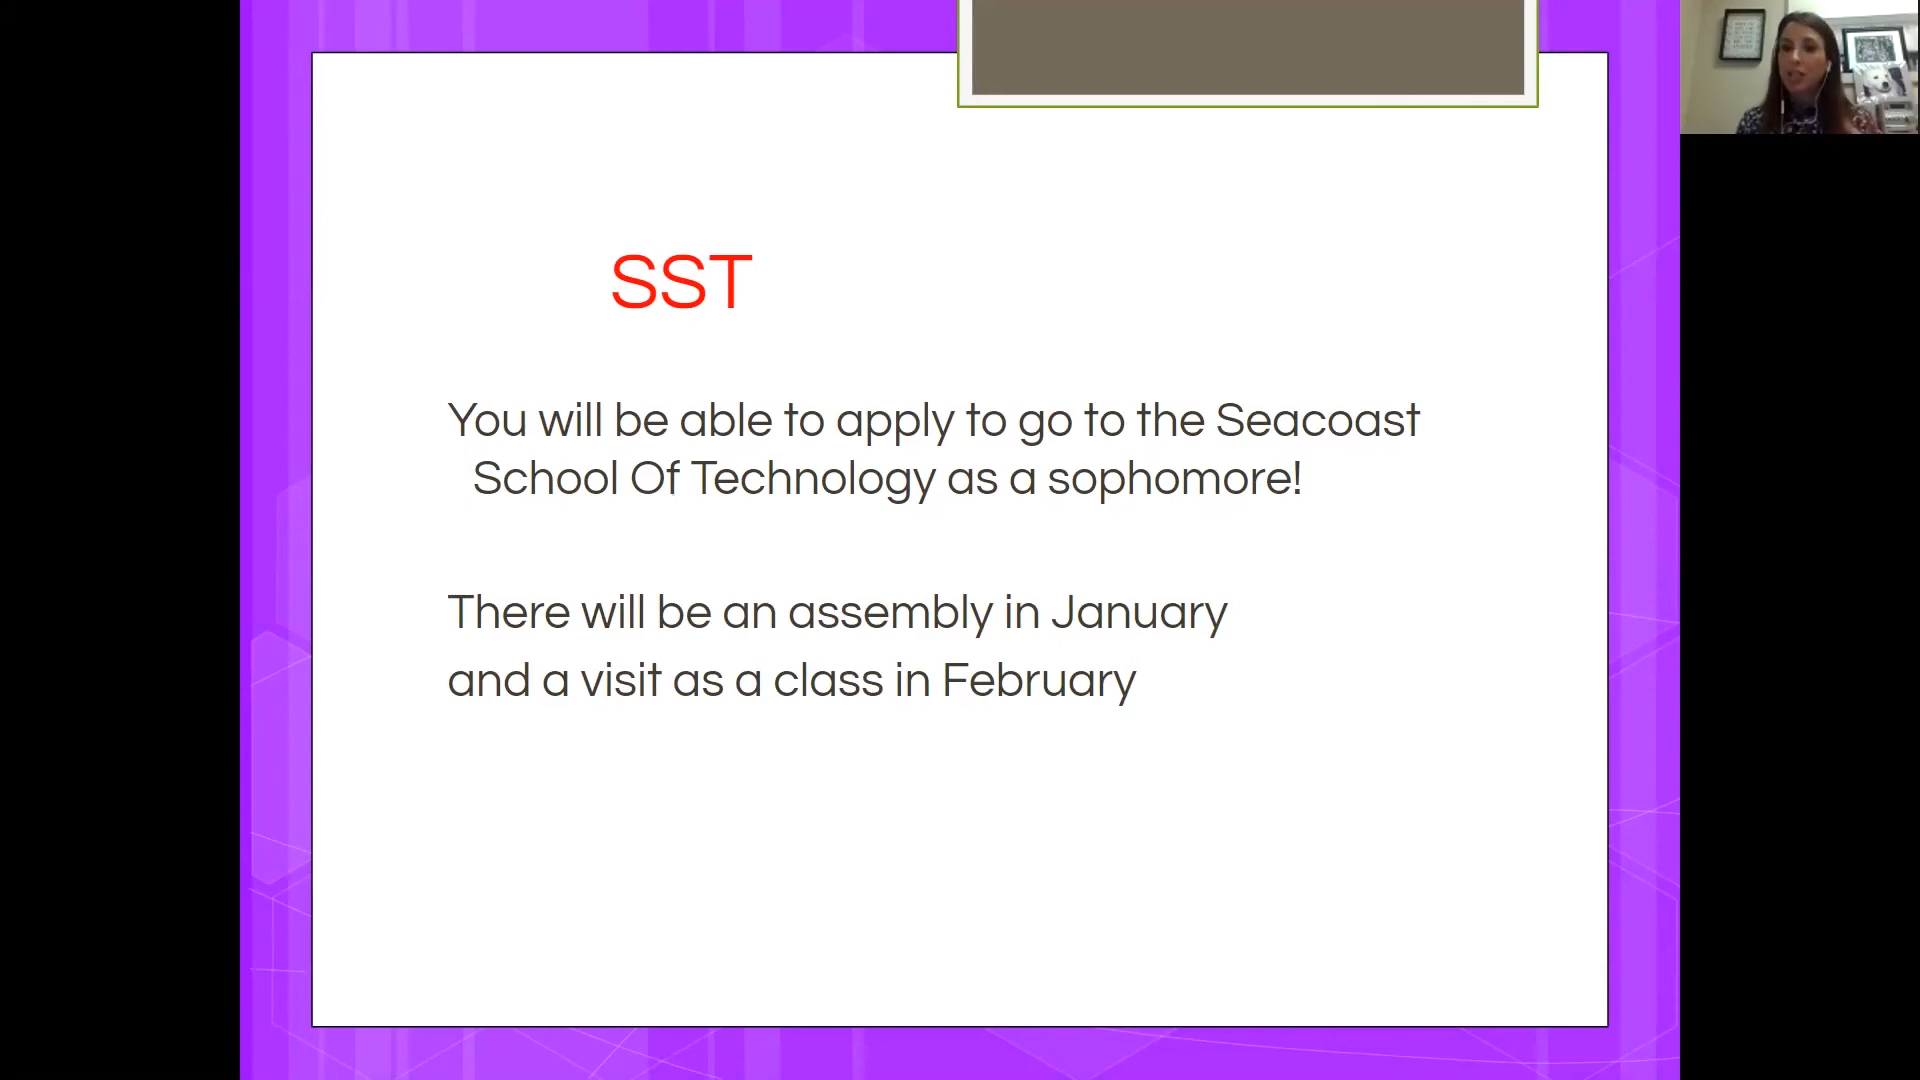 SST
You will be able to apply to go to the Seacoast
School Of Technology as a sophomore!
There will be an assembly in January
and a visit as a class in February